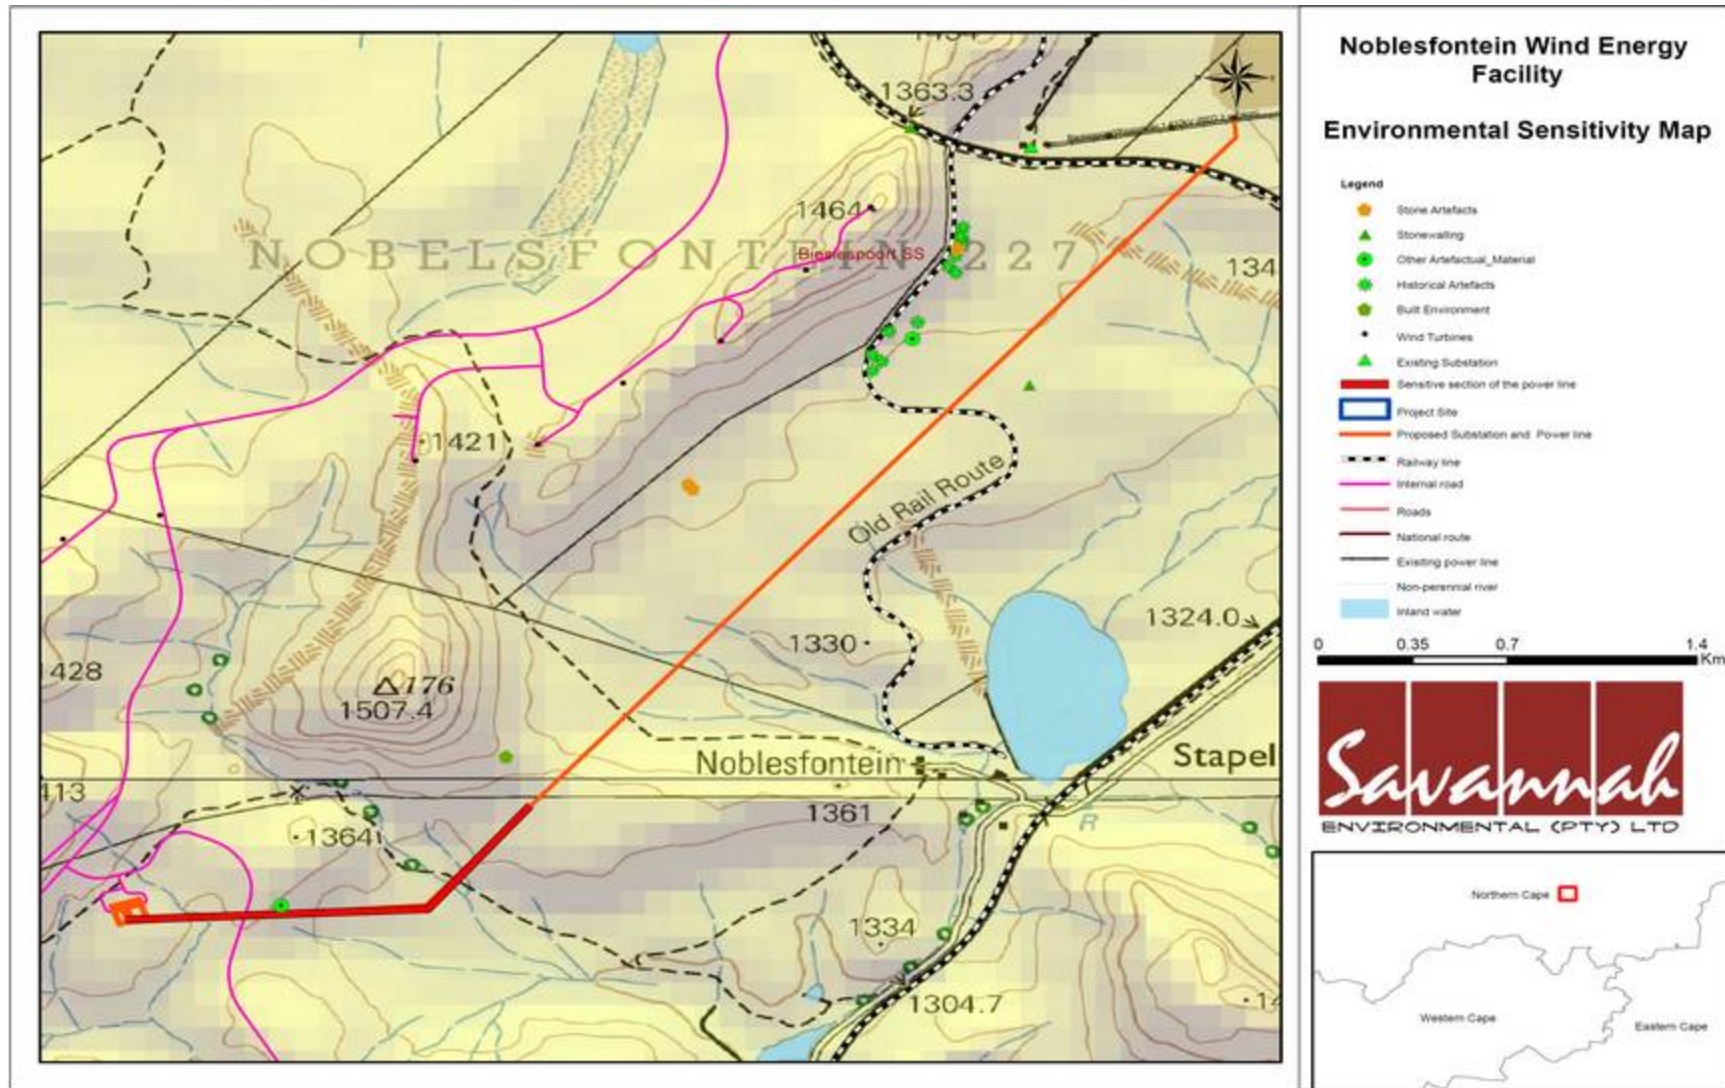 1434
1363.3
1464
NOBELSFONTEIN 227
Biesiespoort SS
134
1421
Old Rail Route
1324.0
1330
1428
176
1507.4
Noblesfontein
Stapel
413
1361
1364
R
1334
1304.7
14
Noblesfontein Wind Energy
Facility
Environmental Sensitivity Map
Legend
Stone Artefacts
Stonewalling
Other Artefactual_Material
Historical Artefacts
Built Environment
Wind Turbines
Existing Substation
Sensitive section of the power line
Project Site
Proposed Substation and Power line
Railway line
Internal road
Roads
National route
Existing power line
Non-perennial river
Inland water
0 0.35 0.7 1.4
Km
Savannah
ENVIRONMENTAL (PTY) LTD
Northern Cape
Western Cape
Eastern Cape